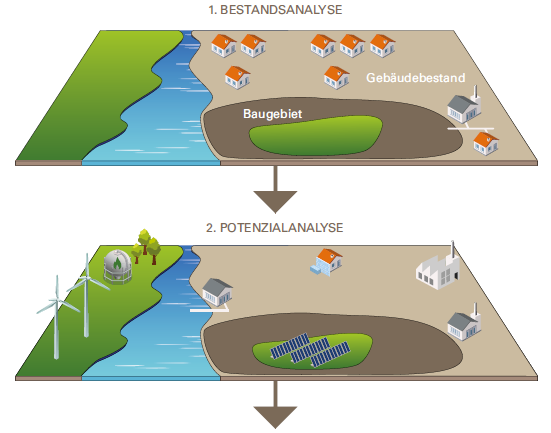 1. BESTANDSANALYSE
Gebäudebestand
Baugebiet
2. POTENZIALANALYSE